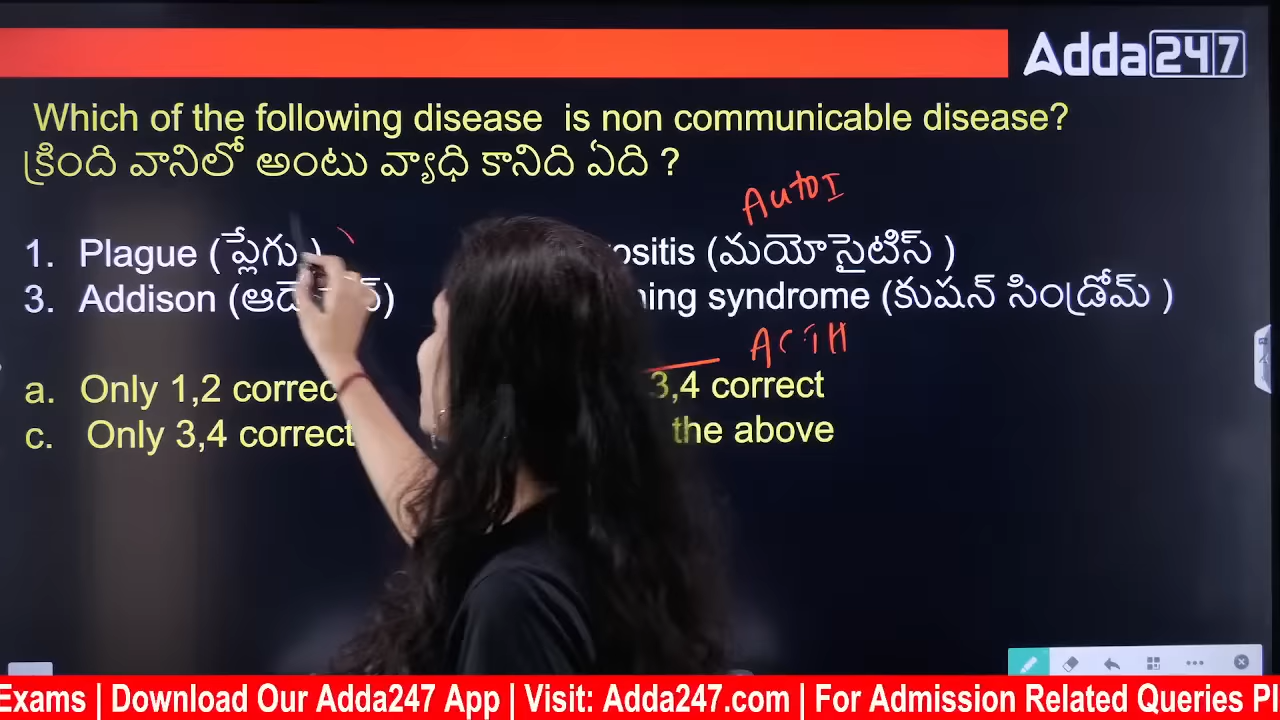 Adda247
Which of the following disease is non communicable disease?
క్రింది వానిలో అంటు వ్యాధి కానిది ఏది ?
AutoI
1. Plague (ప్లేగు) ositis (మయోసైటిస్ )
3. Addison ning syndrome (కుషన్ సిండ్రోమ్ )
ACTH
a. Only 1,2 correc 3,4 correct
c. Only 3,4 correct the above
Exams | Download Our Adda247 App | Visit: Adda247.com | For Admission Related Queries Pl